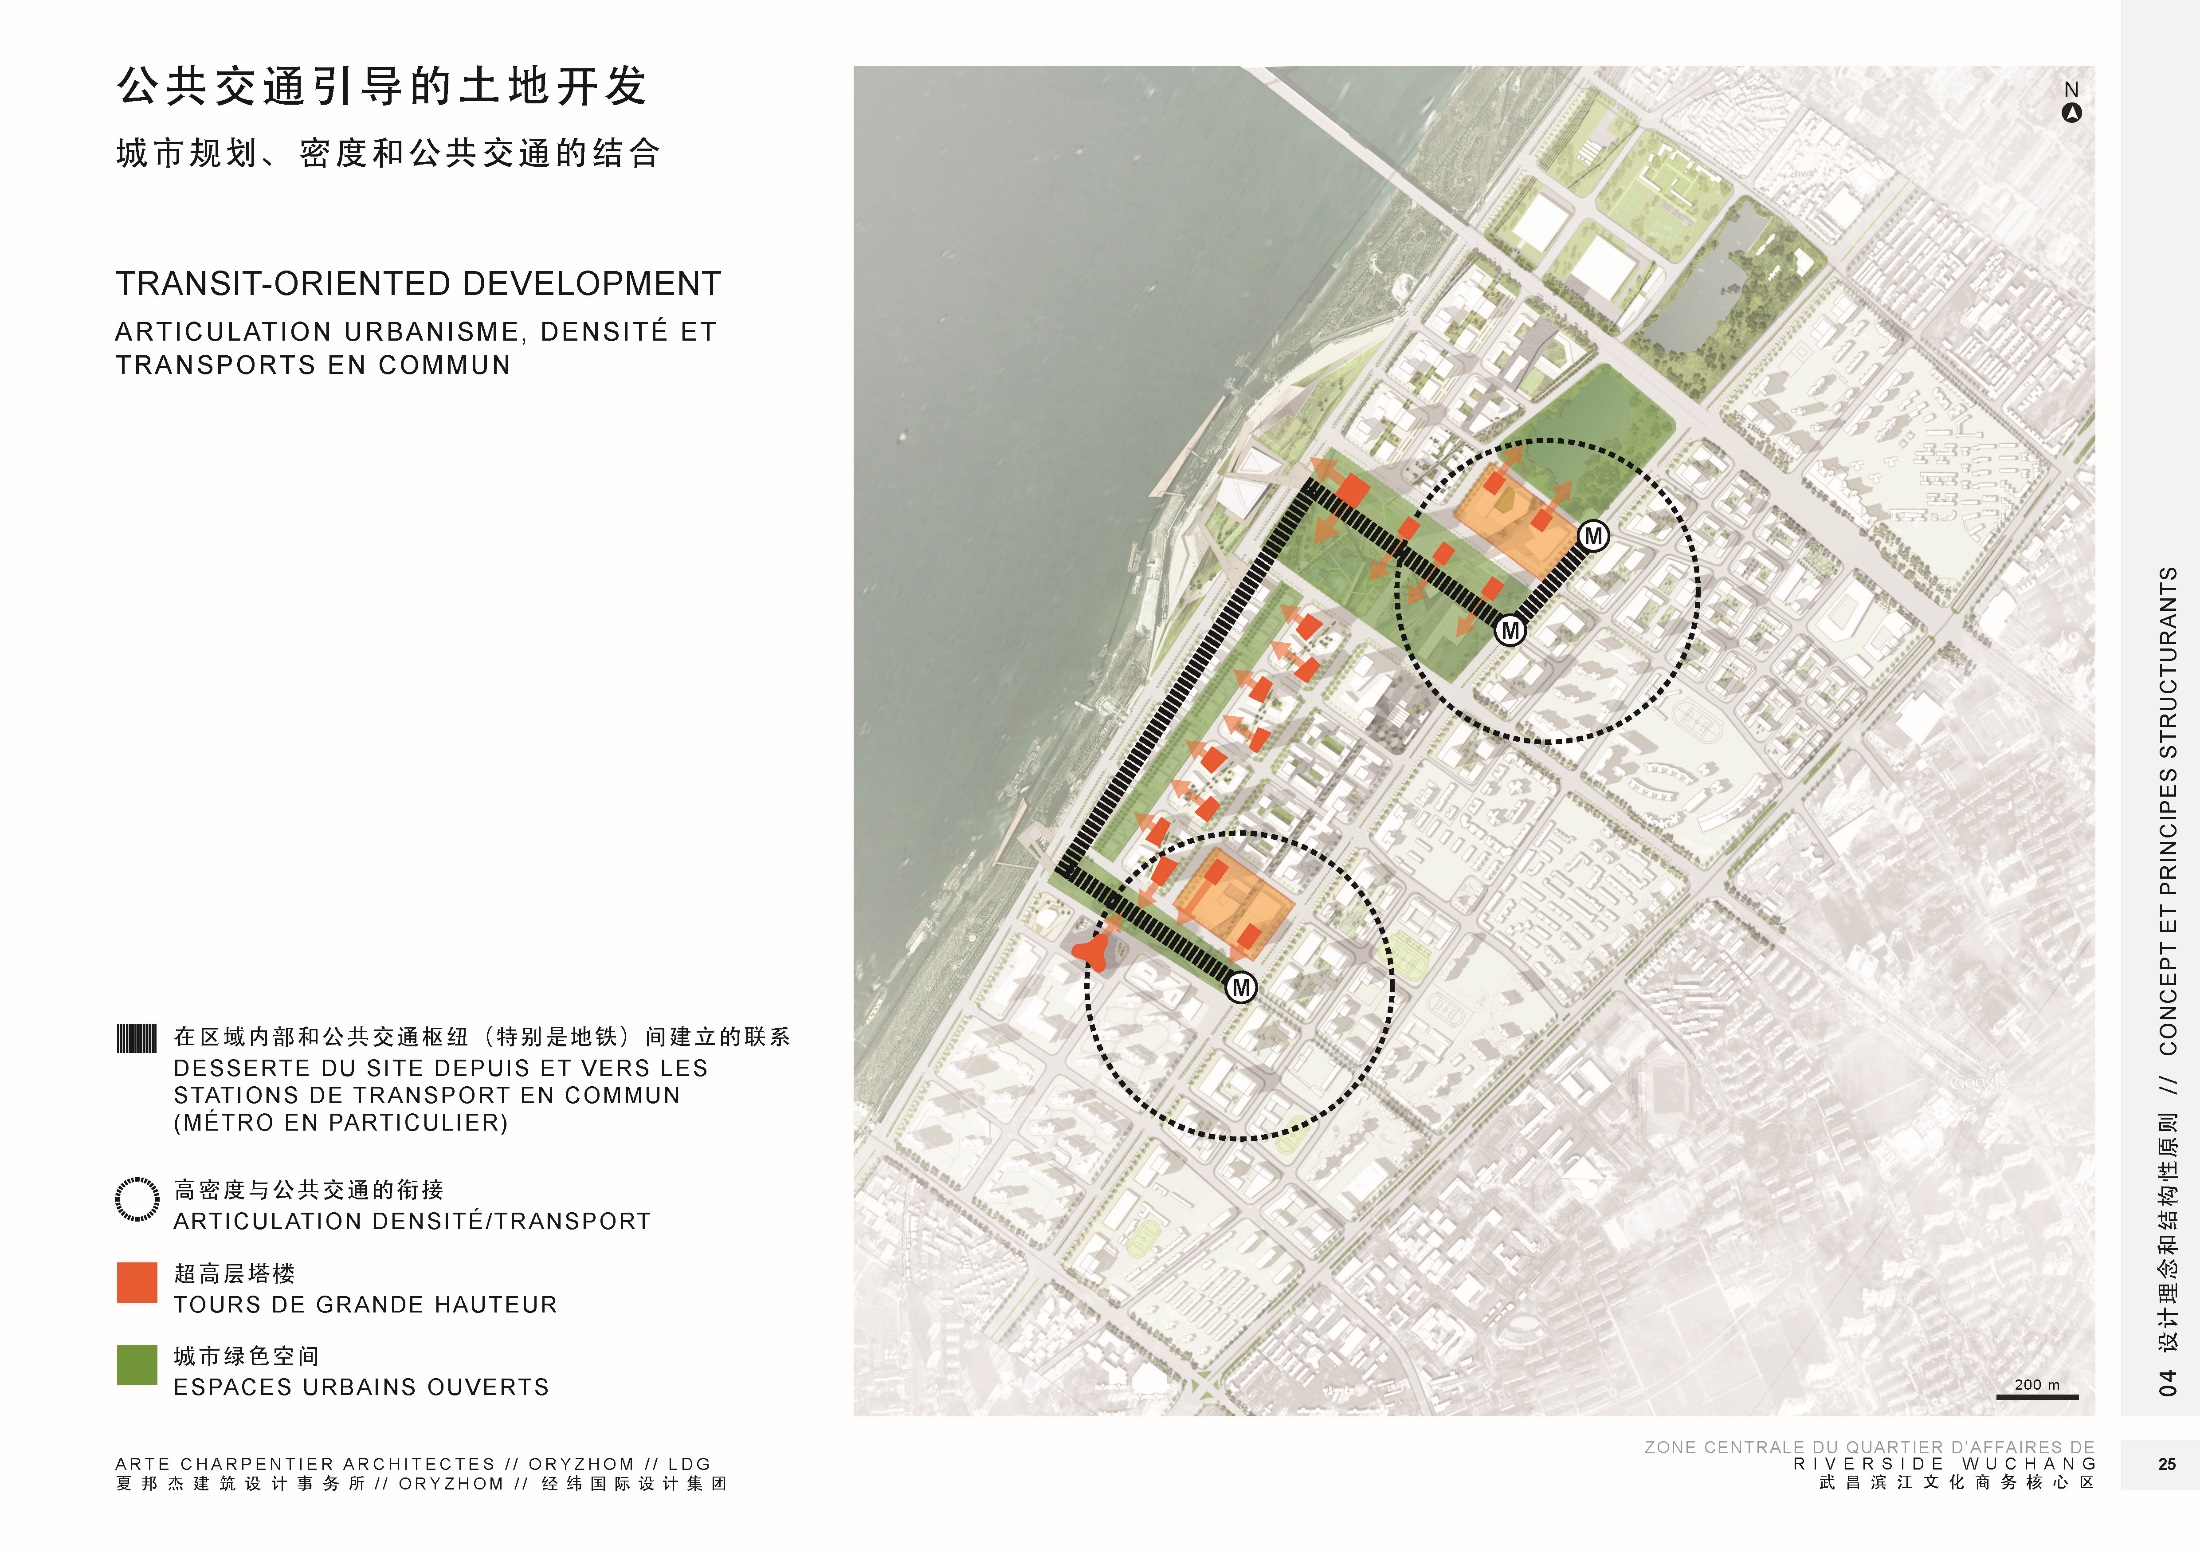 公共交通引导的土地开发
城市规划、密度和公共交通的结合
TRANSIT-ORIENTED DEVELOPMENT
ARTICULATION URBANISME, DENSITÉ ET
TRANSPORTS EN COMMUN
N
M
M
M
Google
200 m
在区域内部和公共交通枢纽（特别是地铁）间建立的联系
DESSERTE DU SITE DEPUIS ET VERS LES
STATIONS DE TRANSPORT EN COMMUN
(MÉTRO EN PARTICULIER)
高密度与公共交通的衔接
ARTICULATION DENSITÉ/TRANSPORT
超高层塔楼
TOURS DE GRANDE HAUTEUR
城市绿色空间
ESPACES URBAINS OUVERTS
ARTE CHARPENTIER ARCHITECTES // ORYZHOM // LDG
夏邦杰建筑设计事务所 // ORYZHOM // 经纬国际设计集团
ZONE CENTRALE DU QUARTIER D'AFFAIRES DE
RIVERSIDE WUCHANG
武昌滨江文化商务核心区
04 设计理念和结构性原则 // CONCEPT ET PRINCIPES STRUCTURANTS
25